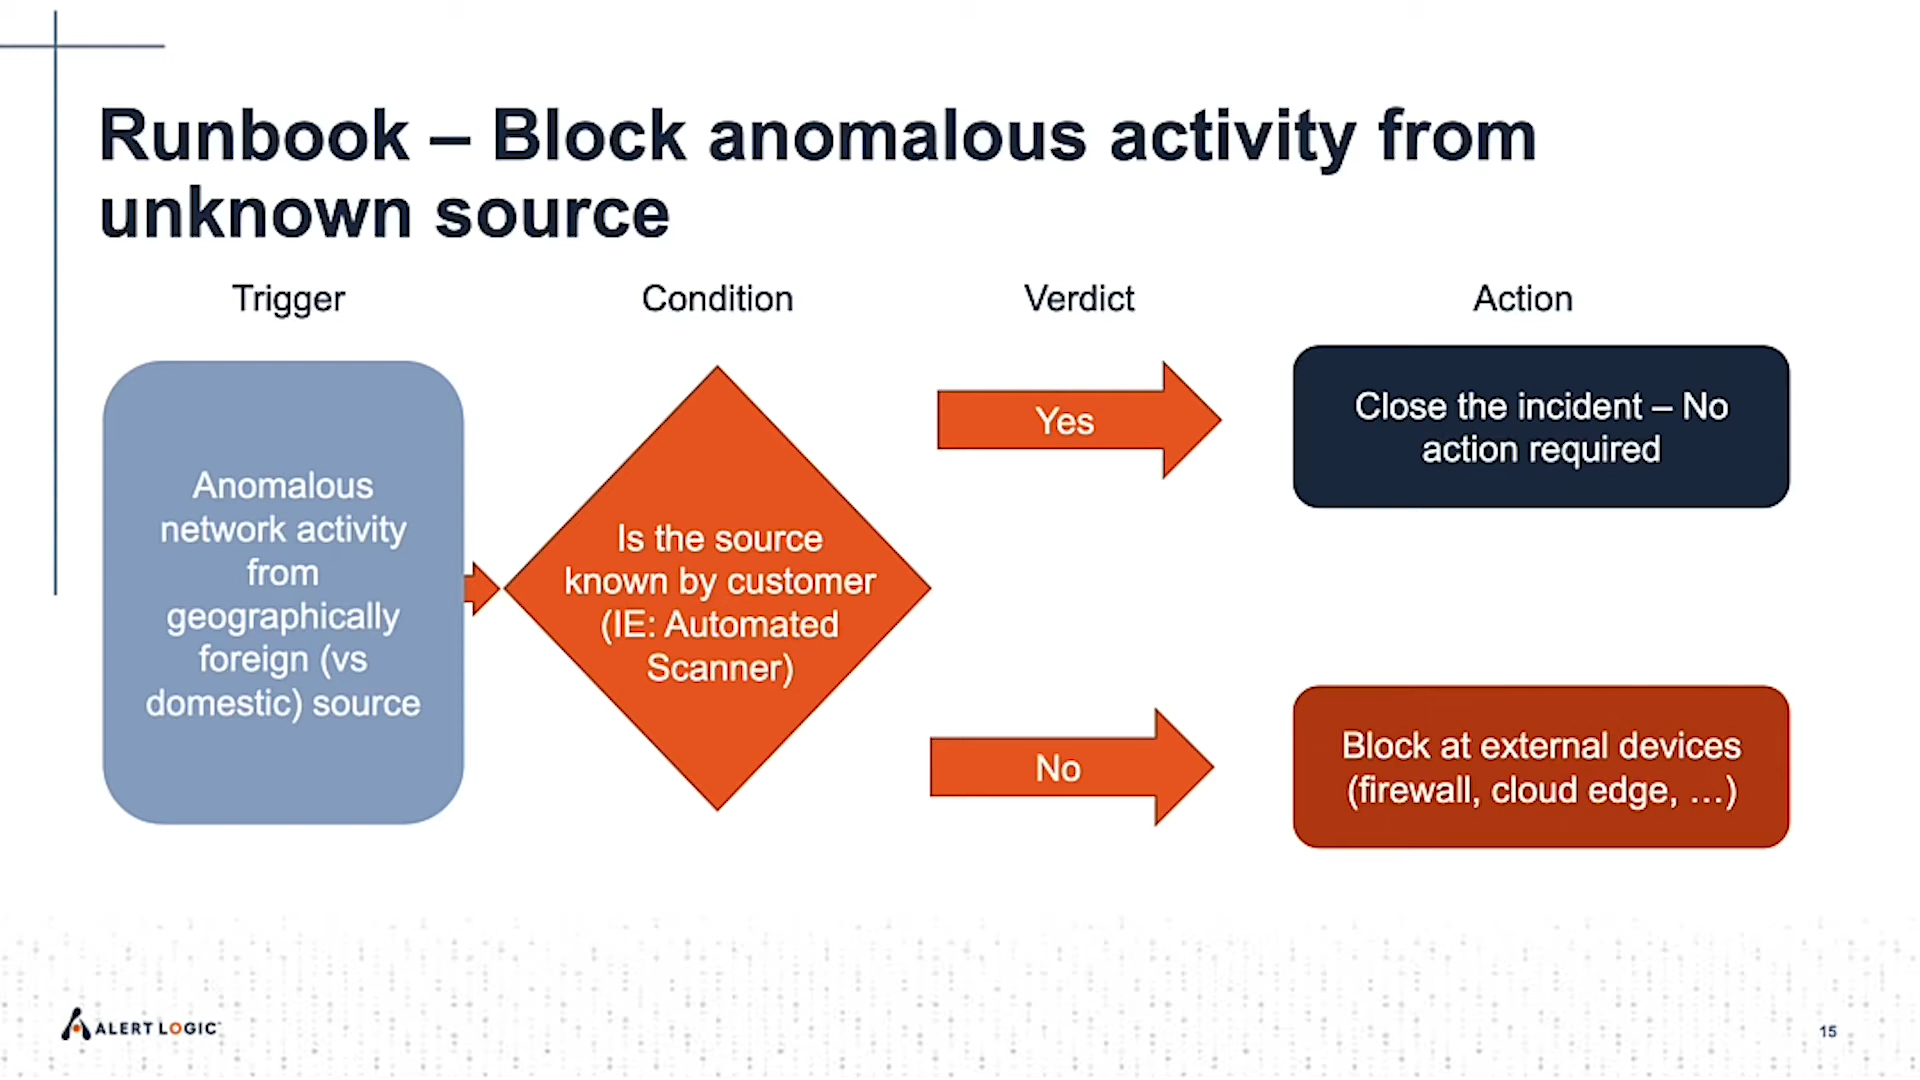 Runbook – Block anomalous activity from
unknown source
Trigger
Condition
Verdict
Action
Anomalous
network activity
from
geographically
foreign (vs
domestic) source
Is the source
known by customer
(IE: Automated
Scanner)
Yes
No
Close the incident – No
action required
Block at external devices
(firewall, cloud edge, …)
ALERT LOGIC
15